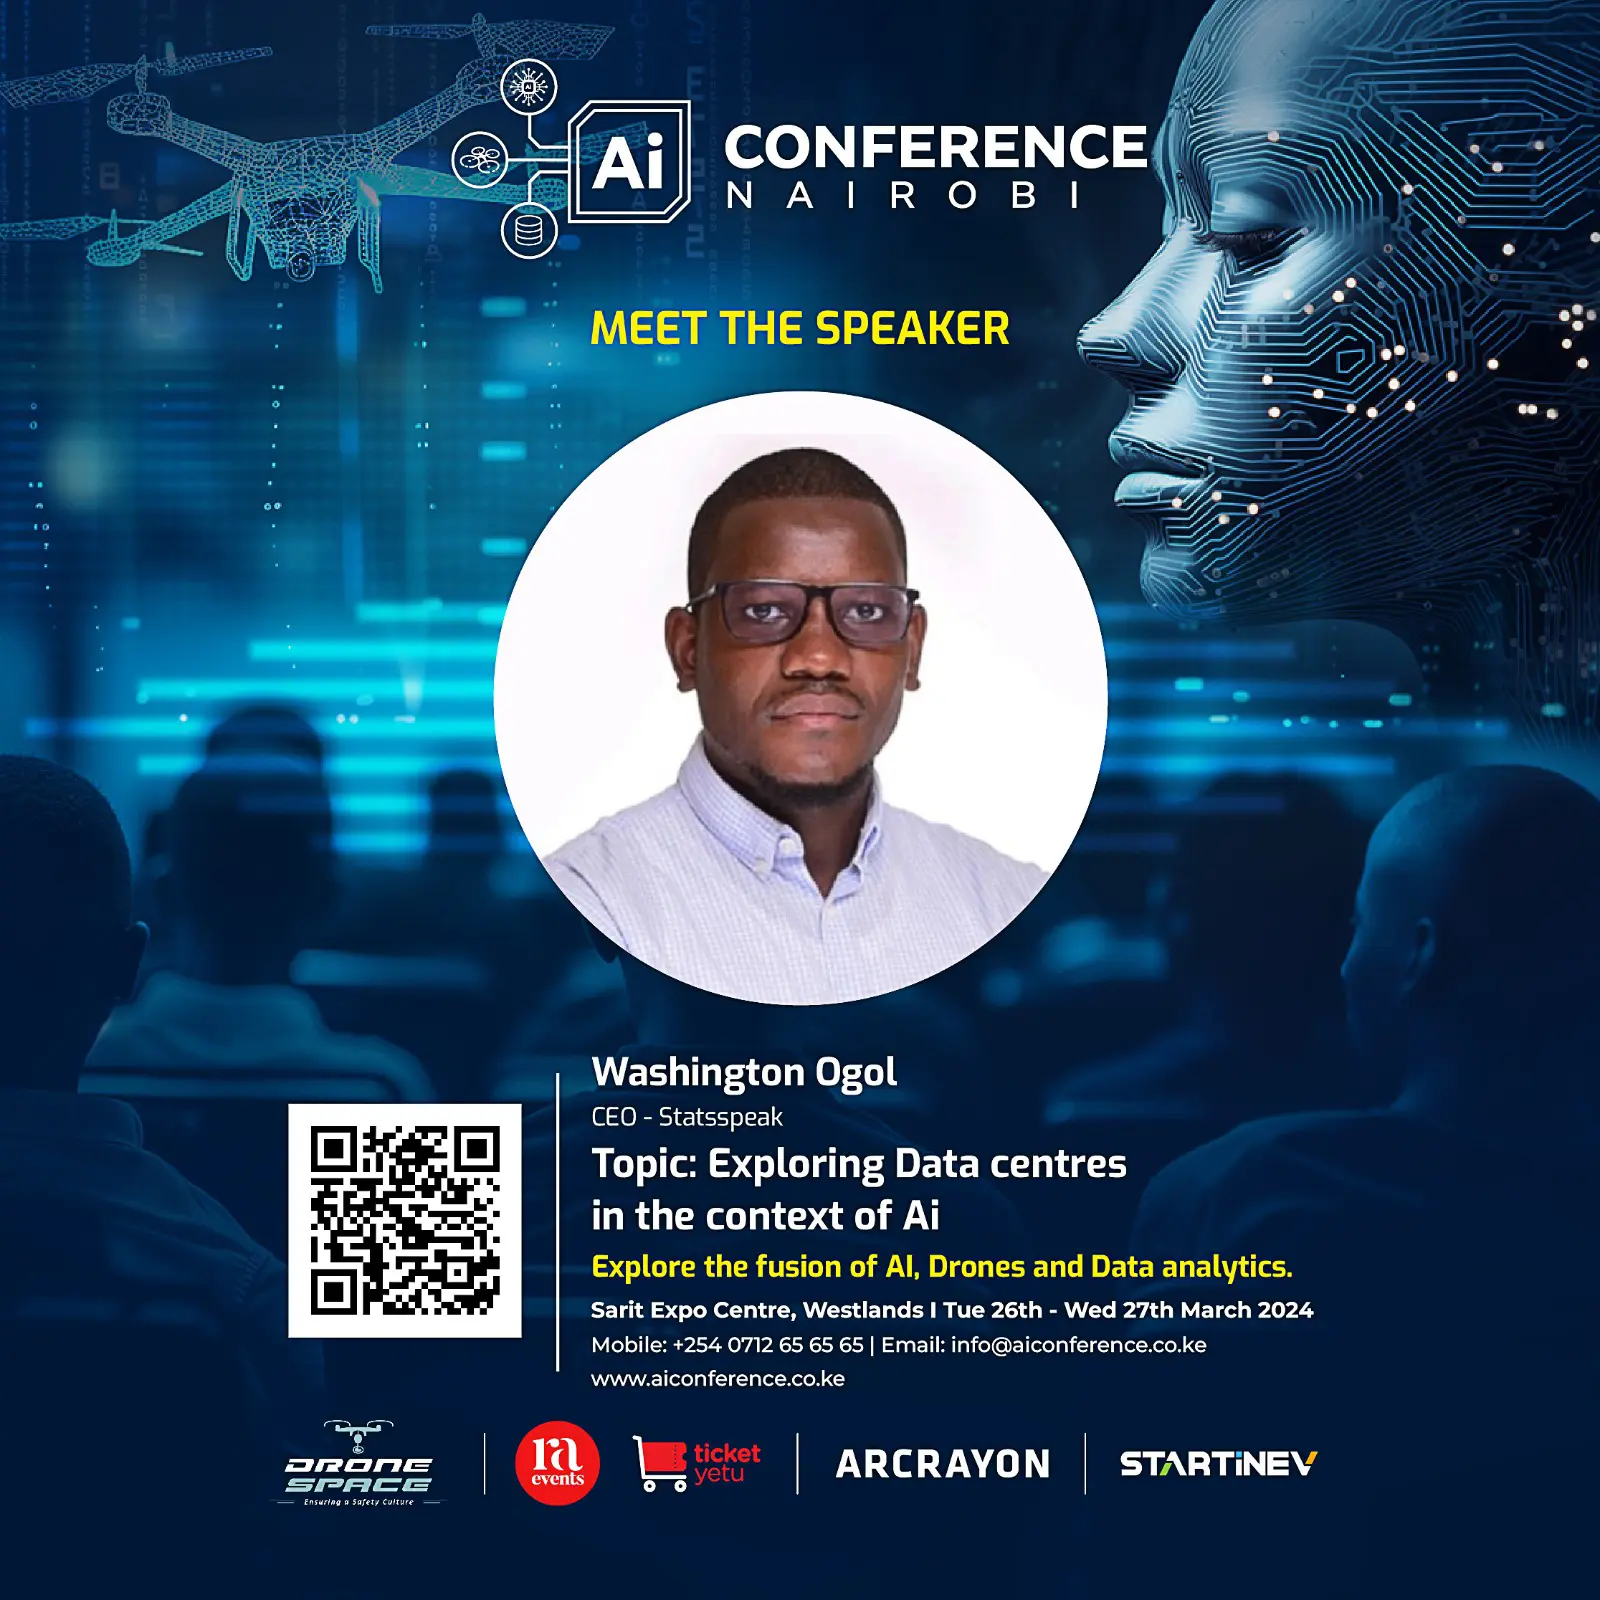 Ai CONFERENCE
NAIROBI
MEET THE SPEAKER
Washington Ogol
CEO - Statsspeak
Topic: Exploring Data centres
in the context of Ai
Explore the fusion of AI, Drones and Data analytics.
Sarit Expo Centre, Westlands I Tue 26th - Wed 27th March 2024
Mobile: +254 0712 65 65 65 | Email: info@aiconference.co.ke
www.aiconference.co.ke
DRONE
SPACE
Ensuring a Safety Culture
ra
events
ticket
yetu
ARCRAYON
STARTiNEV